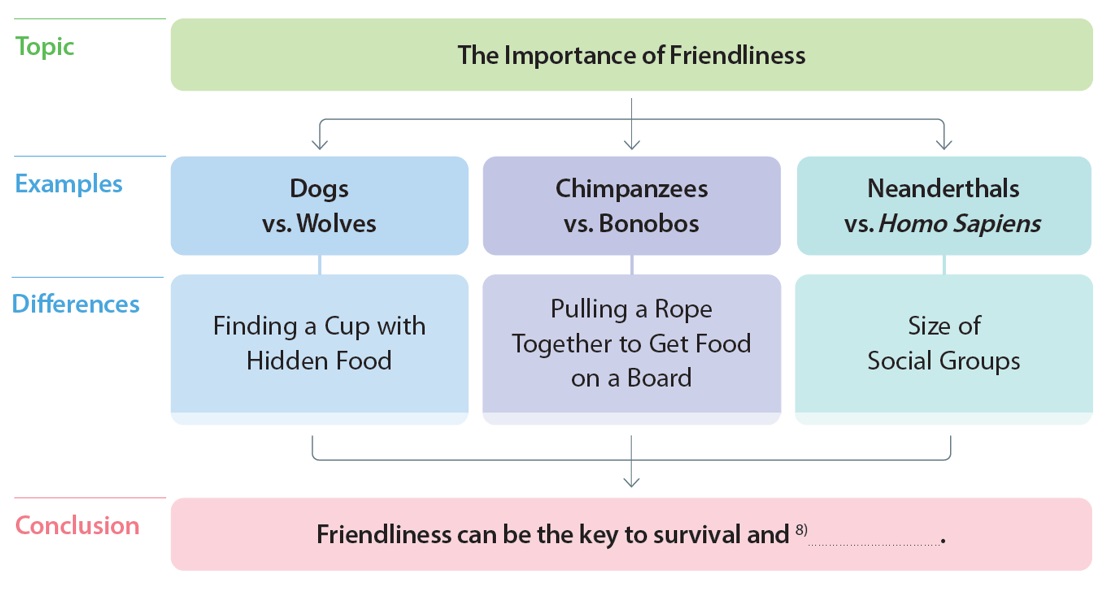 Topic
The Importance of Friendliness
Examples
Dogs
vs. Wolves
Chimpanzees
vs. Bonobos
Neanderthals
vs. Homo Sapiens
Differences
Finding a Cup with
Hidden Food
Pulling a Rope
Together to Get Food
on a Board
Size of
Social Groups
Conclusion
Friendliness can be the key to survival and 8) .